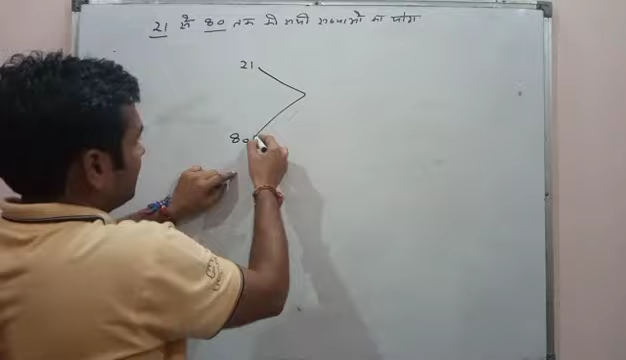 21 से 80 तक की सभी संख्याओं का योग
21
80